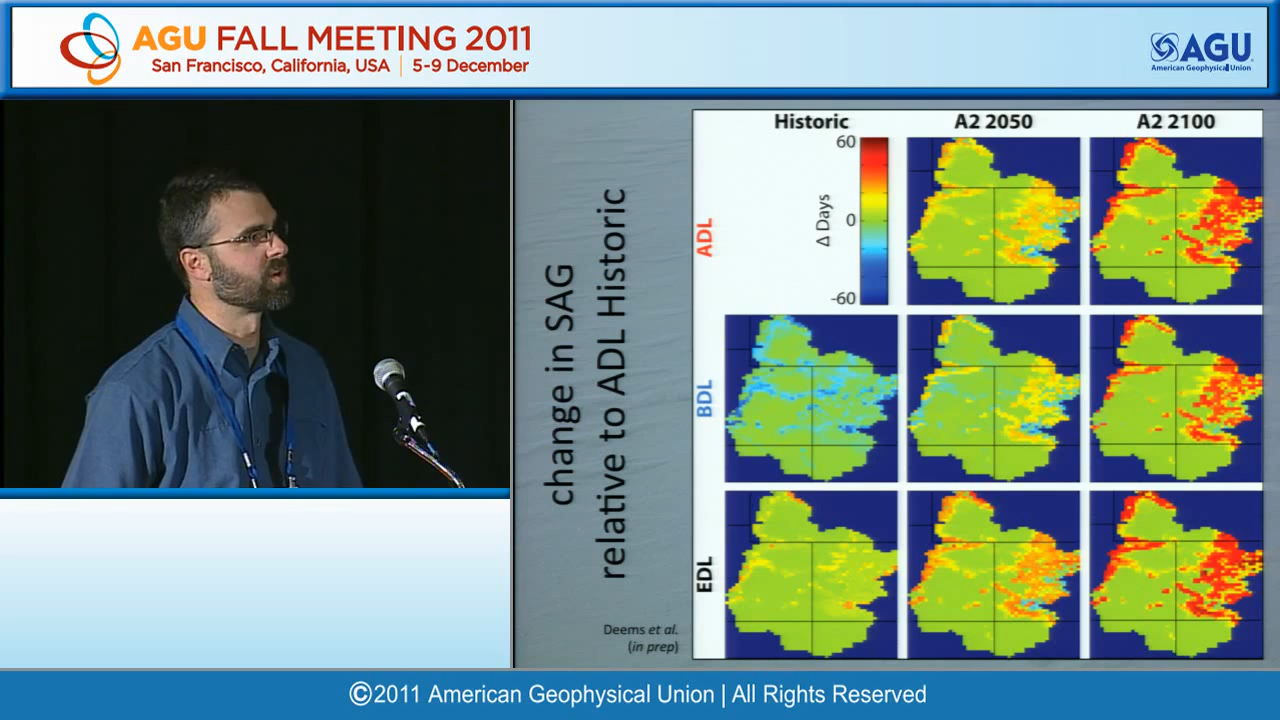 AGU FALL MEETING 2011
San Francisco, California, USA | 5-9 December
AGU
American Geophysical Union
change in SAG
relative to ADL Historic
Deems et al.
(in prep)
Historic
A2 2050
A2 2100
60
Δ Days
0
-60
ADL
BDL
EDL
©2011 American Geophysical Union | All Rights Reserved